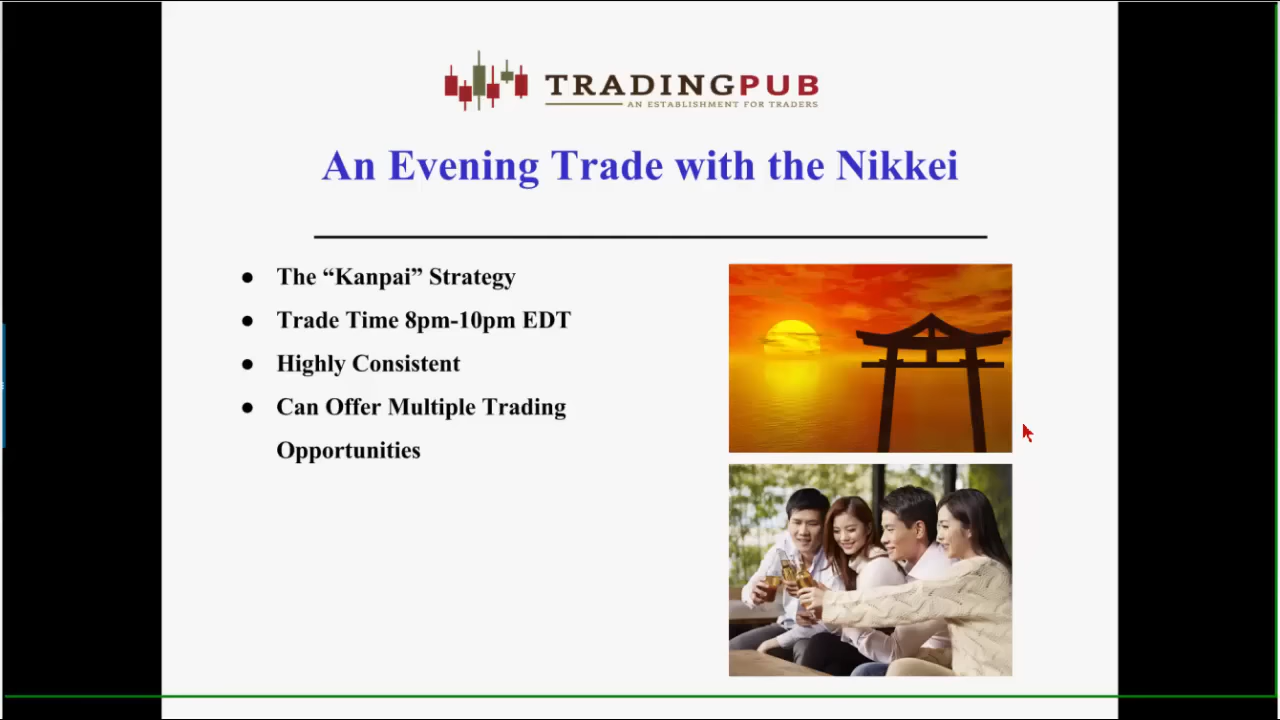 TRADINGPUB
AN ESTABLISHMENT FOR TRADERS
An Evening Trade with the Nikkei
● The “Kanpai” Strategy
● Trade Time 8pm-10pm EDT
● Highly Consistent
● Can Offer Multiple Trading
Opportunities